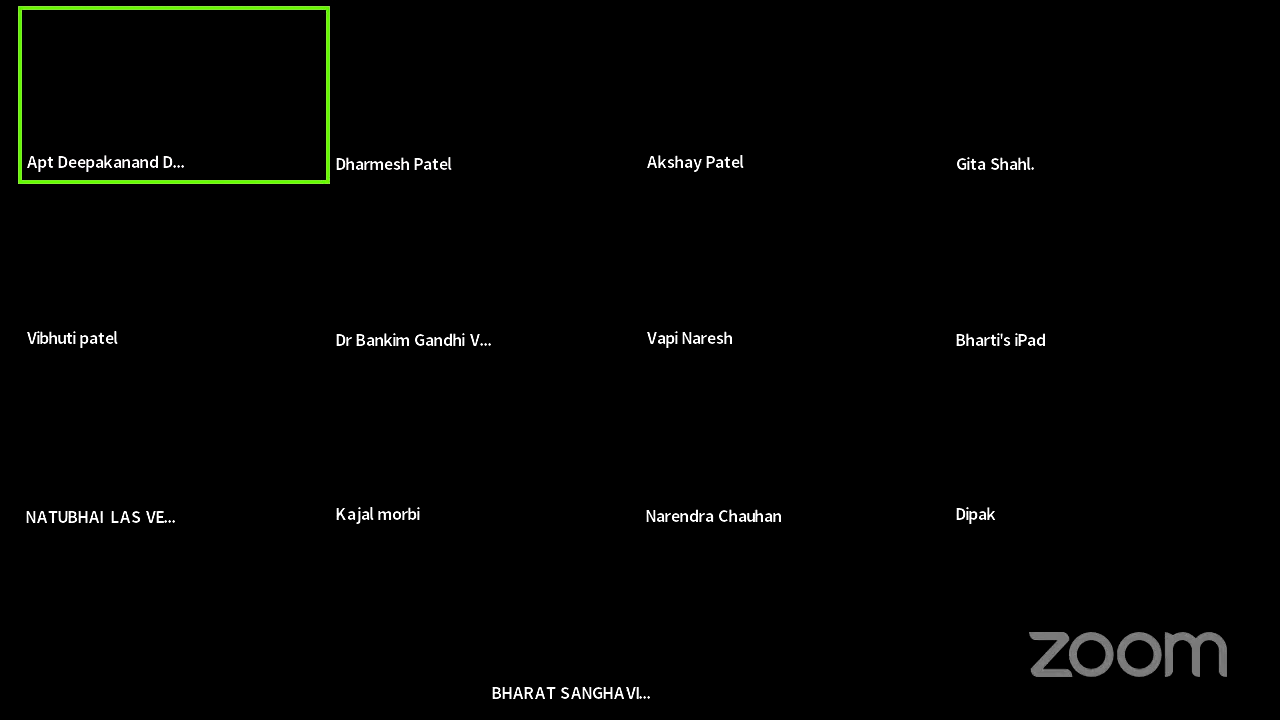 Apt Deepakanand D...
Dharmesh Patel
Akshay Patel
Gita Shahl.
Vibhuti patel
Dr Bankim Gandhi V...
Vapi Naresh
Bharti's iPad
NATUBHAI LAS VE...
Kajal morbi
Narendra Chauhan
Dipak
BHARAT SANGHAVI...
zoom